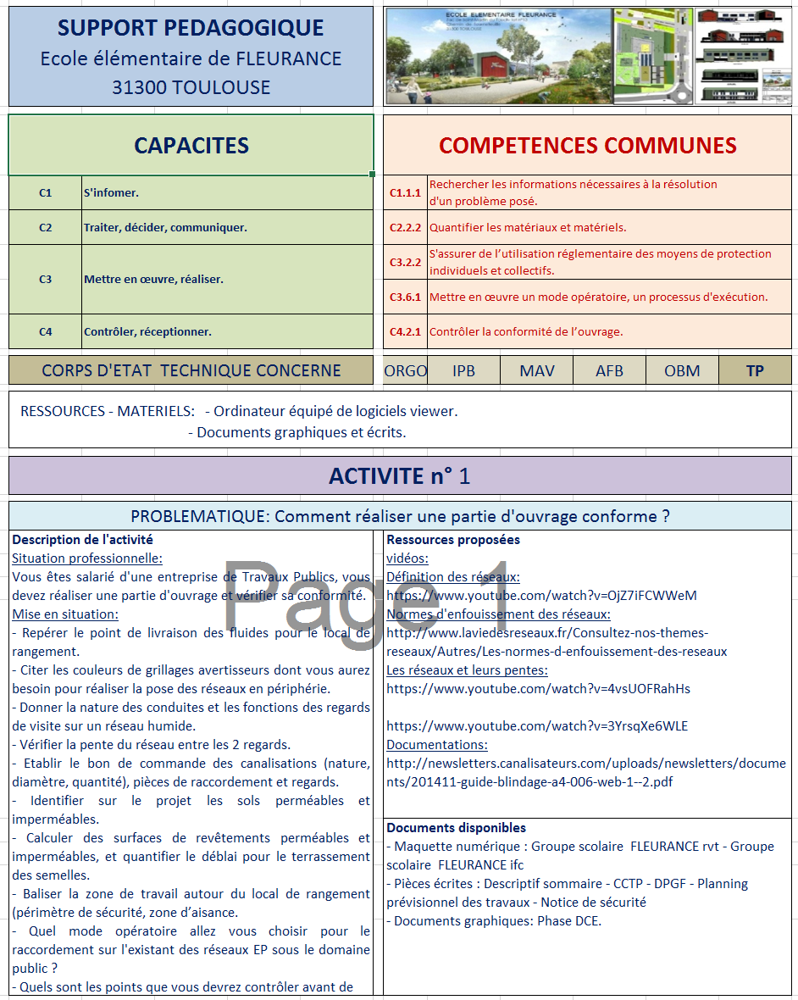 SUPPORT PEDAGOGIQUE
Ecole élémentaire de FLEURANCE
31300 TOULOUSE
ECOLE ELEMENTAIRE FLEURANCE
31300 TOULOUSE
CAPACITES
C1 S'infomer.
C2 Traiter, décider, communiquer.
C3 Mettre en œuvre, réaliser.
C4 Contrôler, réceptionner.
COMPETENCES COMMUNES
C1.1.1 Rechercher les informations nécessaires à la résolution
d'un problème posé.
C2.2.2 Quantifier les matériaux et matériels.
C3.2.2 S'assurer de l’utilisation réglementaire des moyens de protection
individuels et collectifs.
C3.6.1 Mettre en œuvre un mode opératoire, un processus d'exécution.
C4.2.1 Contrôler la conformité de l’ouvrage.
CORPS D'ETAT TECHNIQUE CONCERNE ORGO IPB MAV AFB OBM TP
RESSOURCES - MATERIELS: - Ordinateur équipé de logiciels viewer.
- Documents graphiques et écrits.
ACTIVITE n° 1
PROBLEMATIQUE: Comment réaliser une partie d'ouvrage conforme ?
Description de l'activité
Situation professionnelle:
Vous êtes salarié d'une entreprise de Travaux Publics, vous
devez réaliser une partie d'ouvrage et vérifier sa conformité.
Mise en situation:
- Repérer le point de livraison des fluides pour le local de
rangement.
- Citer les couleurs de grillages avertisseurs dont vous aurez
besoin pour réaliser la pose des réseaux en périphérie.
- Donner la nature des conduites et les fonctions des regards
de visite sur un réseau humide.
- Vérifier la pente du réseau entre les 2 regards.
- Etablir le bon de commande des canalisations (nature,
diamètre, quantité), pièces de raccordement et regards.
- Identifier sur le projet les sols perméables et
imperméables.
- Calculer des surfaces de revêtements perméables et
imperméables, et quantifier le déblai pour le terrassement
des semelles.
- Baliser la zone de travail autour du local de rangement
(périmètre de sécurité, zone d’aisance.
- Quel mode opératoire allez vous choisir pour le
raccordement sur l'existant des réseaux EP sous le domaine
public ?
- Quels sont les points que vous devrez contrôler avant de
Page 1
Ressources proposées
vidéos:
Définition des réseaux:
https://www.youtube.com/watch?v=OjZ7iFCWWeM
Normes d'enfouissement des réseaux:
http://www.laviedesreseaux.fr/Consultez-nos-themes-
reseaux/Autres/Les-normes-d-enfouissement-des-reseaux
Les réseaux et leurs pentes:
https://www.youtube.com/watch?v=4vsUOFRahHs
https://www.youtube.com/watch?v=3YrsqXe6WLE
Documentations:
http://newsletters.canalisateurs.com/uploads/newsletters/docume
nts/201411-guide-blindage-a4-006-web-1--2.pdf
Documents disponibles
- Maquette numérique : Groupe scolaire FLEURANCE rvt - Groupe
scolaire FLEURANCE ifc
- Pièces écrites : Descriptif sommaire - CCTP - DPGF - Planning
prévisionnel des travaux - Notice de sécurité
- Documents graphiques: Phase DCE.